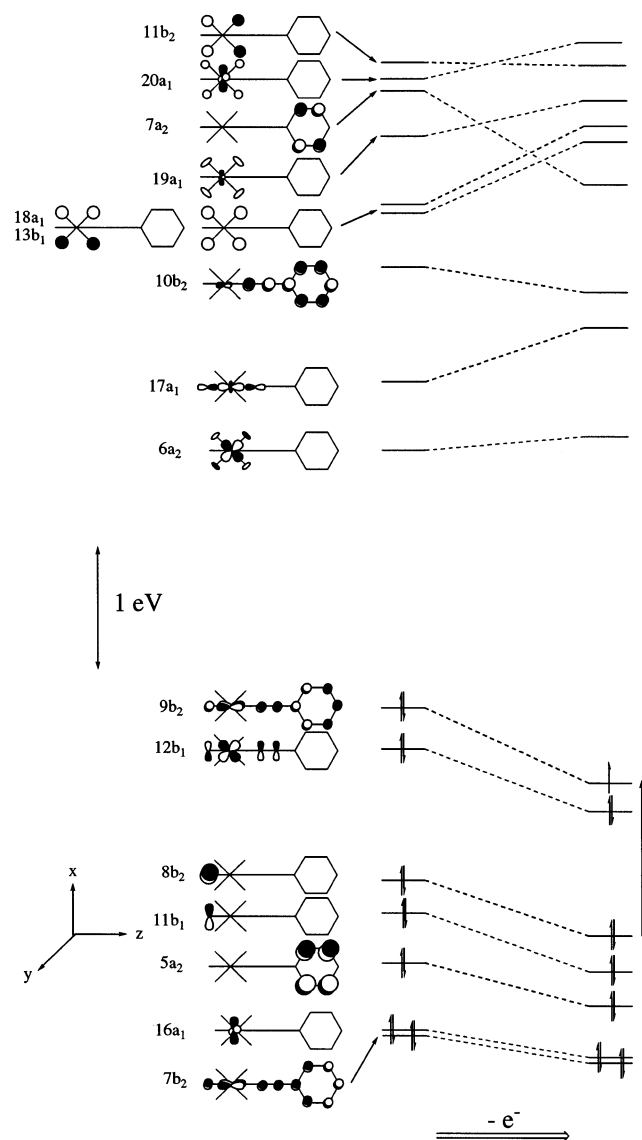 11b₂
20a₁
7a₂
19a₁
18a₁
13b₁
10b₂
17a₁
6a₂
1 eV
9b₂
12b₁
8b₂
11b₁
5a₂
16a₁
7b₂
x
z
y
- e⁻